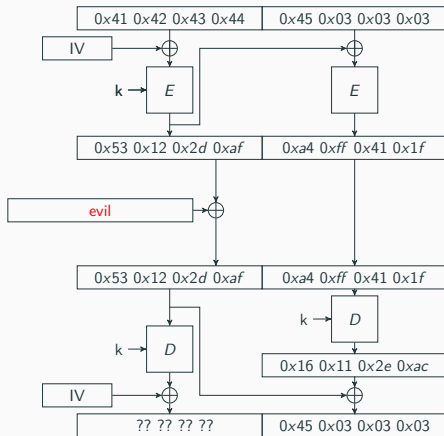 0x41 0x42 0x43 0x44 0x45 0x03 0x03 0x03
IV
k E E
0x53 0x12 0x2d 0xaf 0xa4 0xff 0x41 0x1f
evil
0x53 0x12 0x2d 0xaf 0xa4 0xff 0x41 0x1f
k D
k D
0x16 0x11 0x2e 0xac
IV
?? ?? ?? ?? 0x45 0x03 0x03 0x03